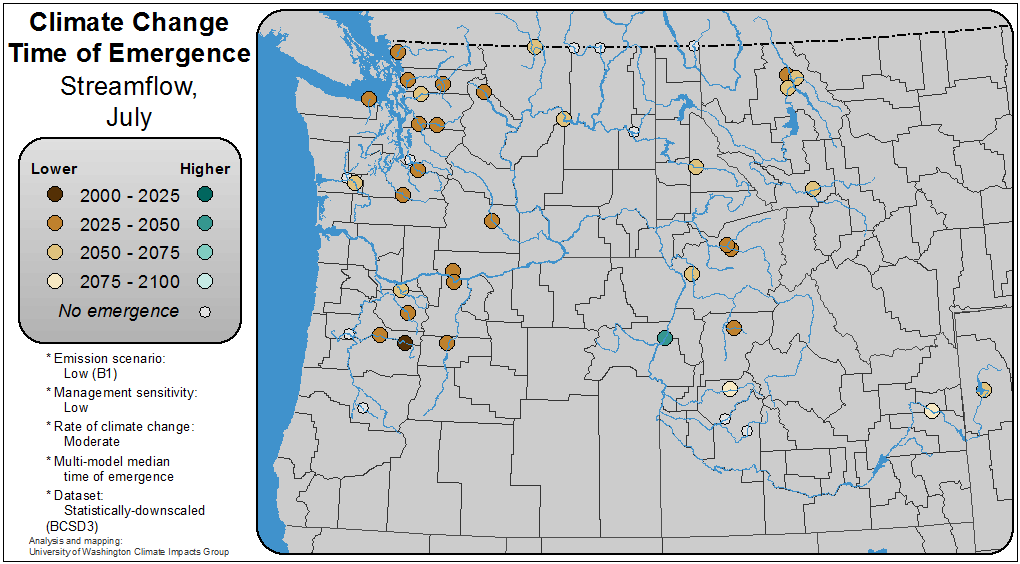 Climate Change
Time of Emergence
Streamflow,
July
Lower Higher
2000 - 2025
2025 - 2050
2050 - 2075
2075 - 2100
No emergence
* Emission scenario:
Low (B1)
* Management sensitivity:
Low
* Rate of climate change:
Moderate
* Multi-model median
time of emergence
* Dataset:
Statistically-downscaled
(BCSD3)
Analysis and mapping:
University of Washington Climate Impacts Group